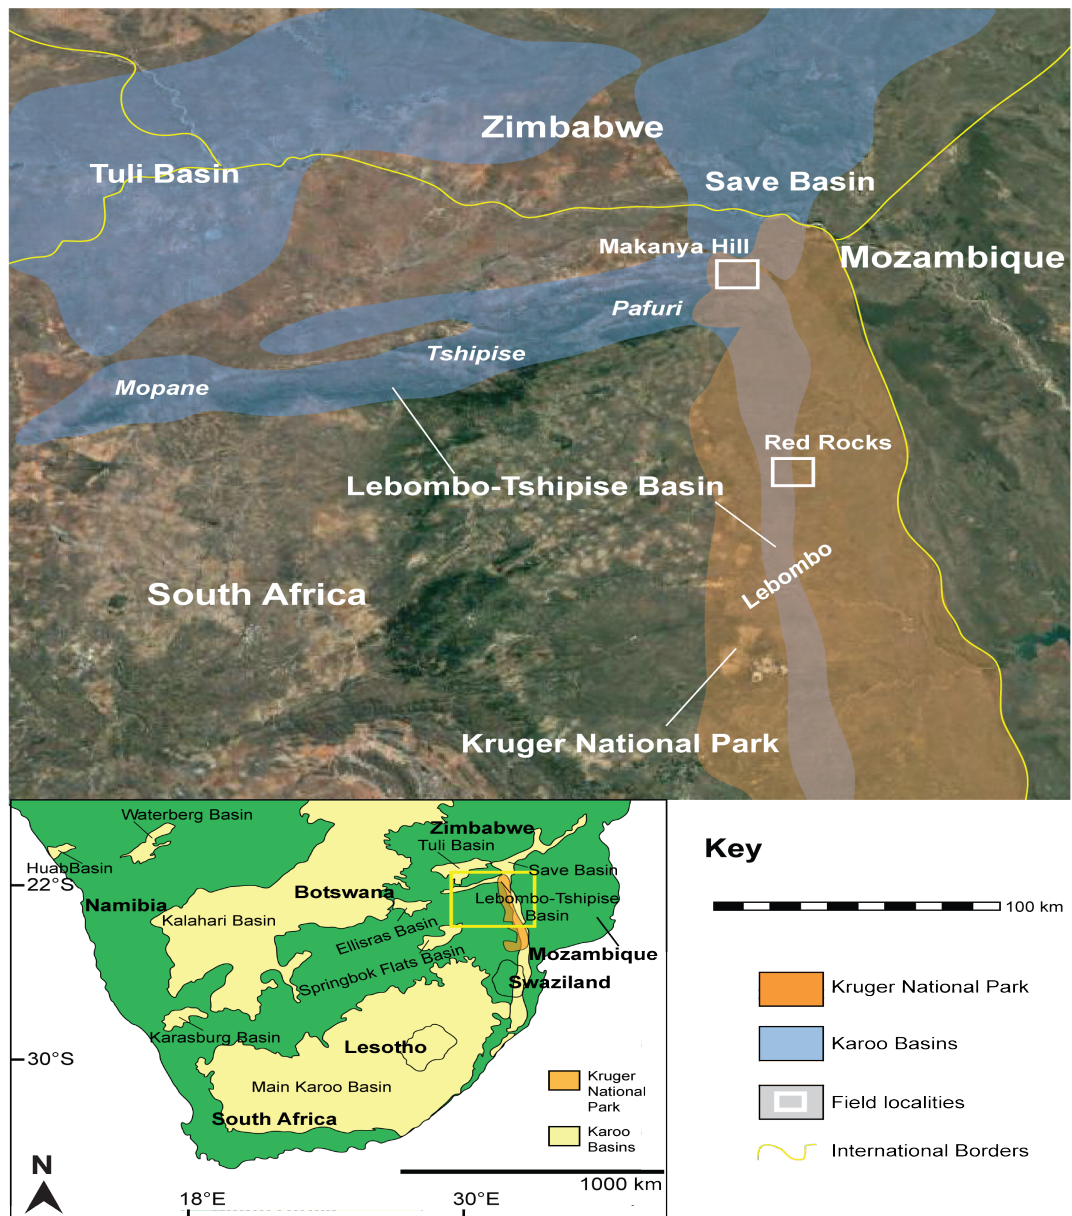 Zimbabwe
Tuli Basin
Save Basin
Makanya Hill
Mozambique
Pafuri
Tshipise
Mopane
Red Rocks
Lebombo-Tshipise Basin
Lebombo
South Africa
Kruger National Park
Waterberg Basin
Zimbabwe
Tuli Basin
HuabBasin
Save Basin
22°S
Botswana
Namibia
Lebombo-Tshipise
Basin
Kalahari Basin
Ellisras Basin
Mozambique
Springbok Flats Basin
Swaziland
Karasburg Basin
Lesotho
30°S
Main Karoo Basin
South Africa
Kruger
National
Park
Karoo
Basins
N
1000 km
18°E
30°E
Key
100 km
Kruger National Park
Karoo Basins
Field localities
International Borders